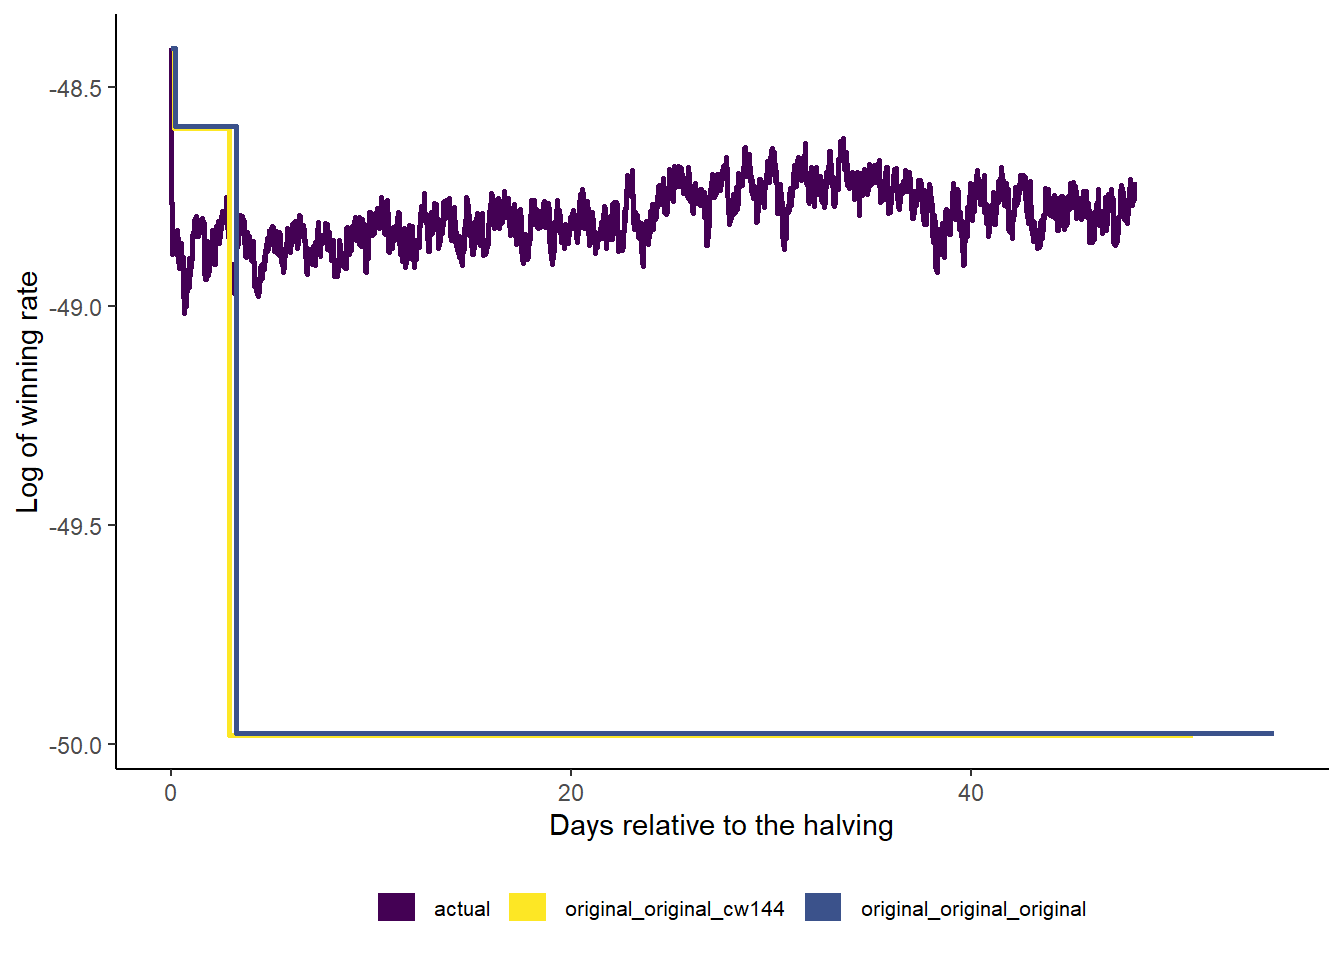 -48.5
-49.0
-49.5
-50.0
Log of winning rate
0 20 40
Days relative to the halving
actual original_original_cw144 original_original_original